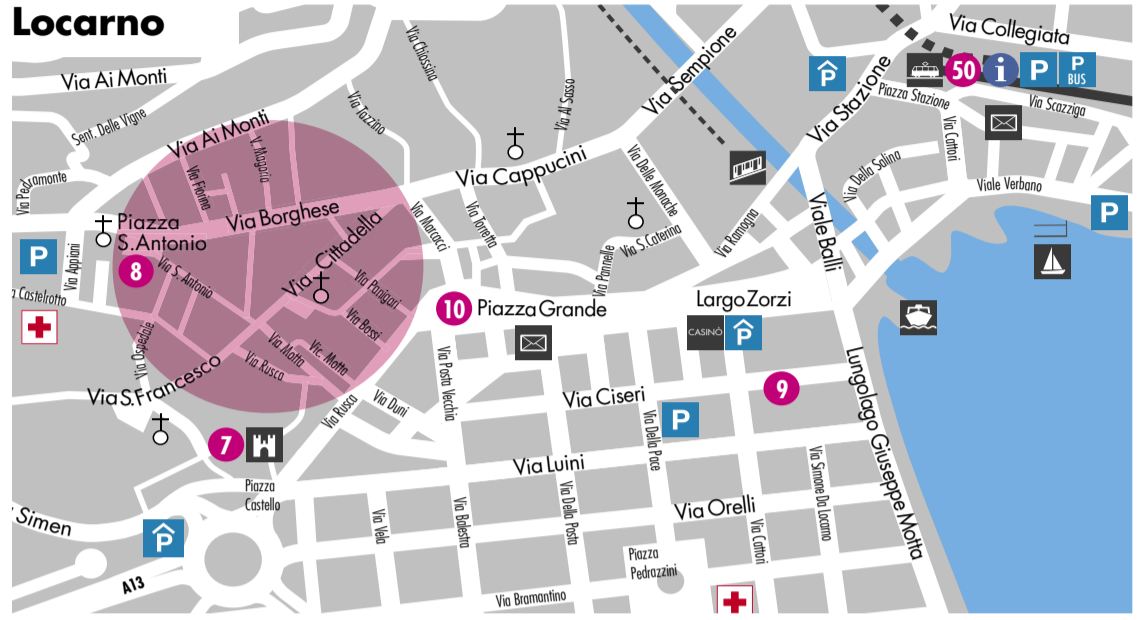 Locarno
Via Ai Monti
Sent. Delle Vigne
Via Pedramonte
Via Ai Monti
Via Chiossina
Via Tazzino
Via Al Sasso
Via Sempione
Via Collegiata
50
i
P
P
BUS
P
Piazza Stazione
Via Scazziga
Via Stazione
Via Cattori
Via Della Salina
Viale Verbano
P
V. Magoria
Via Fiorina
Via Cappucini
Via Delle Monache
Via Borghese
Via Cittadella
Via Marcacci
Via Torretta
Via S.Caterina
Via Pannelle
Via Ramogna
Viale Balli
Piazza
S.Antonio
8
P
Via Appiani
Via S. Antonio
Via Panigari
Via Bossi
a Castelrotto
10
Piazza Grande
Largo Zorzi
CASINÒ
P
Via Ospedale
Via S.Francesco
Via Motta
Vic. Motta
Via Rusca
Via Rusca
Via Duni
Via Posta Vecchia
Via Ciseri
9
P
Via Della Pace
Lungolago Giuseppe Motta
7
Via Luini
Via Simone Da Locarno
Piazza
Castello
Simen
P
A13
Via Vela
Via Balestra
Via Della Posta
Via Orelli
Via Cattori
Piazza
Pedrazzini
Via Bramantino